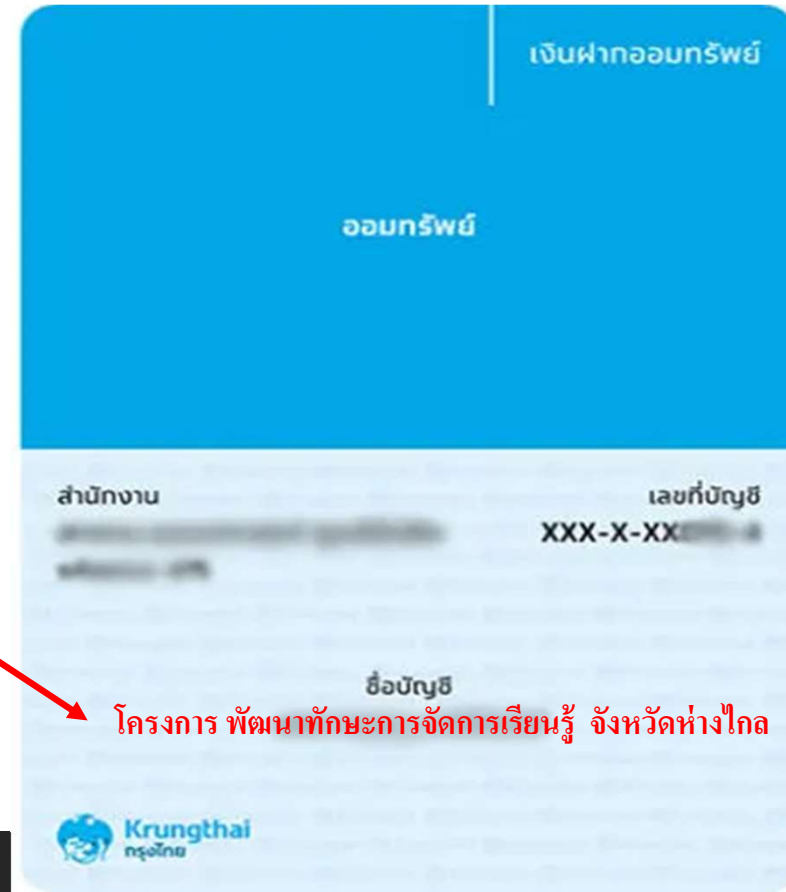 เงินฝากออมทรัพย์
ออมทรัพย์
สำนักงาน
เลขที่บัญชี
XXX-X-XX
ชื่อบัญชี
โครงการ พัฒนาทักษะการจัดการเรียนรู้ จังหวัดห่างไกล
Krungthai
กรุงไทย